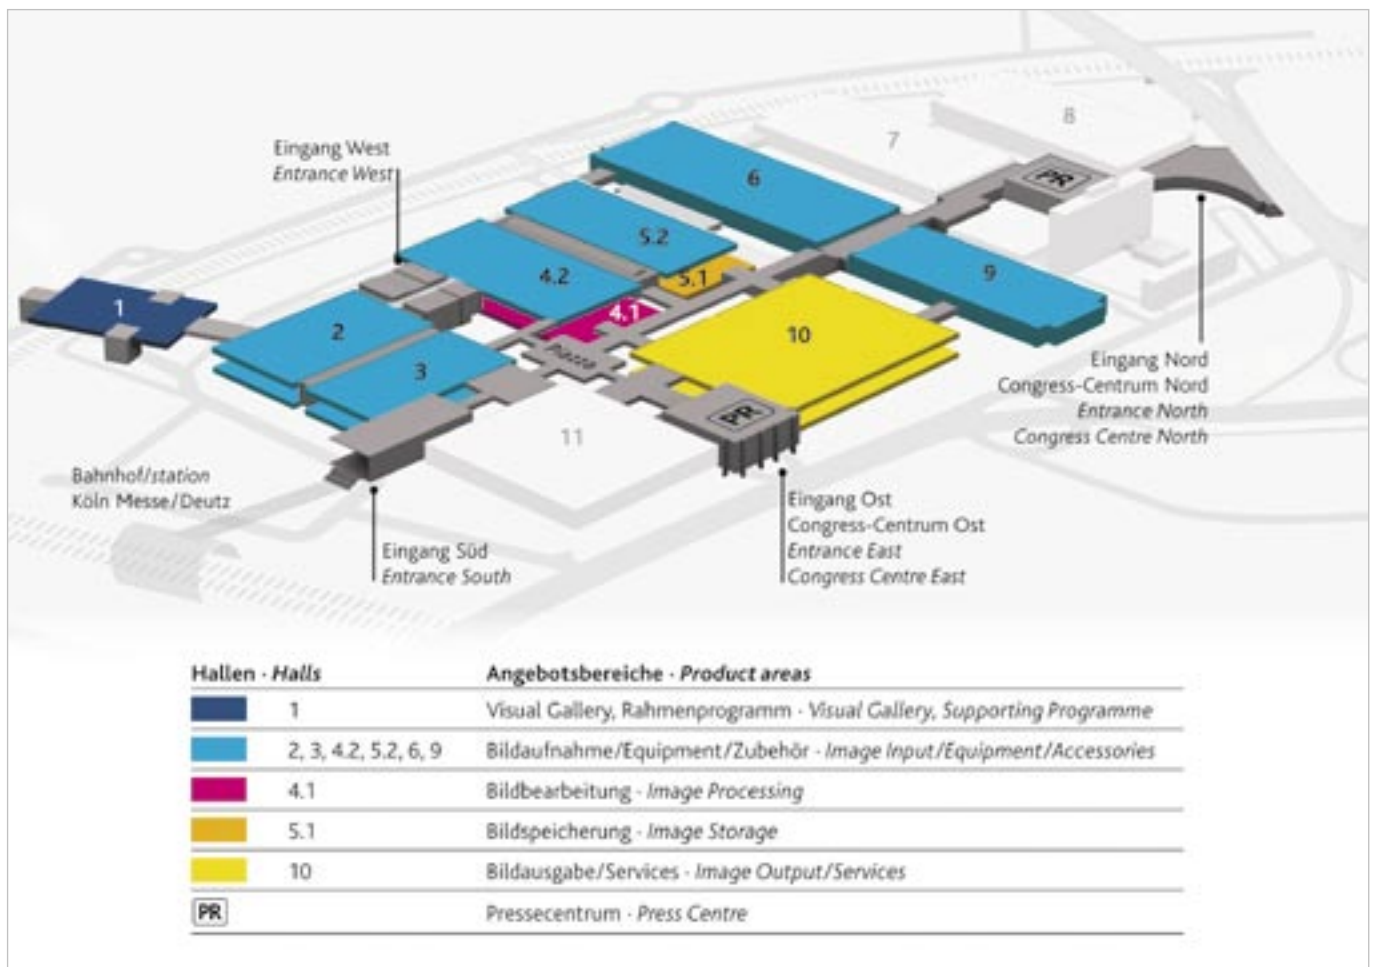 8
7
Eingang West
Entrance West
PR
6
5.2
9
4.2
5.1
1
4.1
2
10
piazza
3
Eingang Nord
Congress-Centrum Nord
Entrance North
Congress Centre North
PR
11
Bahnhof/station
Köln Messe/Deutz
Eingang Ost
Congress-Centrum Ost
Entrance East
Congress Centre East
Eingang Süd
Entrance South
Hallen · Halls Angebotsbereiche · Product areas
1 Visual Gallery, Rahmenprogramm · Visual Gallery, Supporting Programme
2, 3, 4.2, 5.2, 6, 9 Bildaufnahme/Equipment/Zubehör · Image Input/Equipment/Accessories
4.1 Bildbearbeitung · Image Processing
5.1 Bildspeicherung · Image Storage
10 Bildausgabe/Services · Image Output/Services
PR Pressecentrum · Press Centre